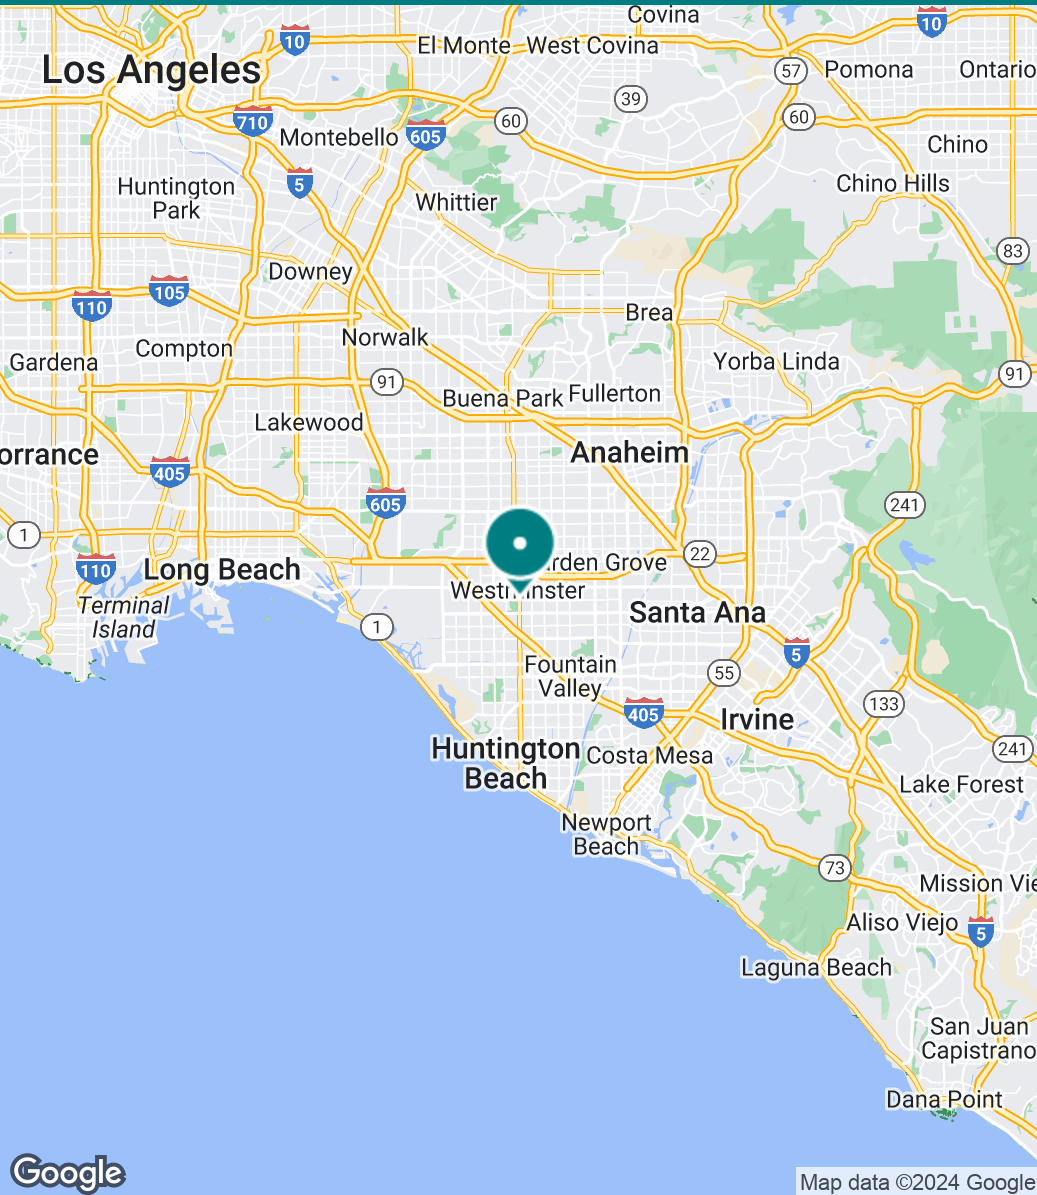 Covina
10
10
El Monte
West Covina
Los Angeles
57
Pomona
Ontario
39
60
60
710
Montebello
605
Chino
5
Huntington
Park
Whittier
Chino Hills
83
Downey
105
110
Brea
Norwalk
Compton
Gardena
Yorba Linda
91
91
Buena Park
Fullerton
Lakewood
Anaheim
orrance
405
605
241
1
22
110
Long Beach
arden Grove
Westminster
Terminal
Island
Santa Ana
1
5
Fountain
Valley
55
405
133
Irvine
Huntington
Beach
Costa Mesa
241
Lake Forest
Newport
Beach
73
Mission Vie
Aliso Viejo
5
Laguna Beach
San Juan
Capistrano
Dana Point
Google
Map data ©2024 Google